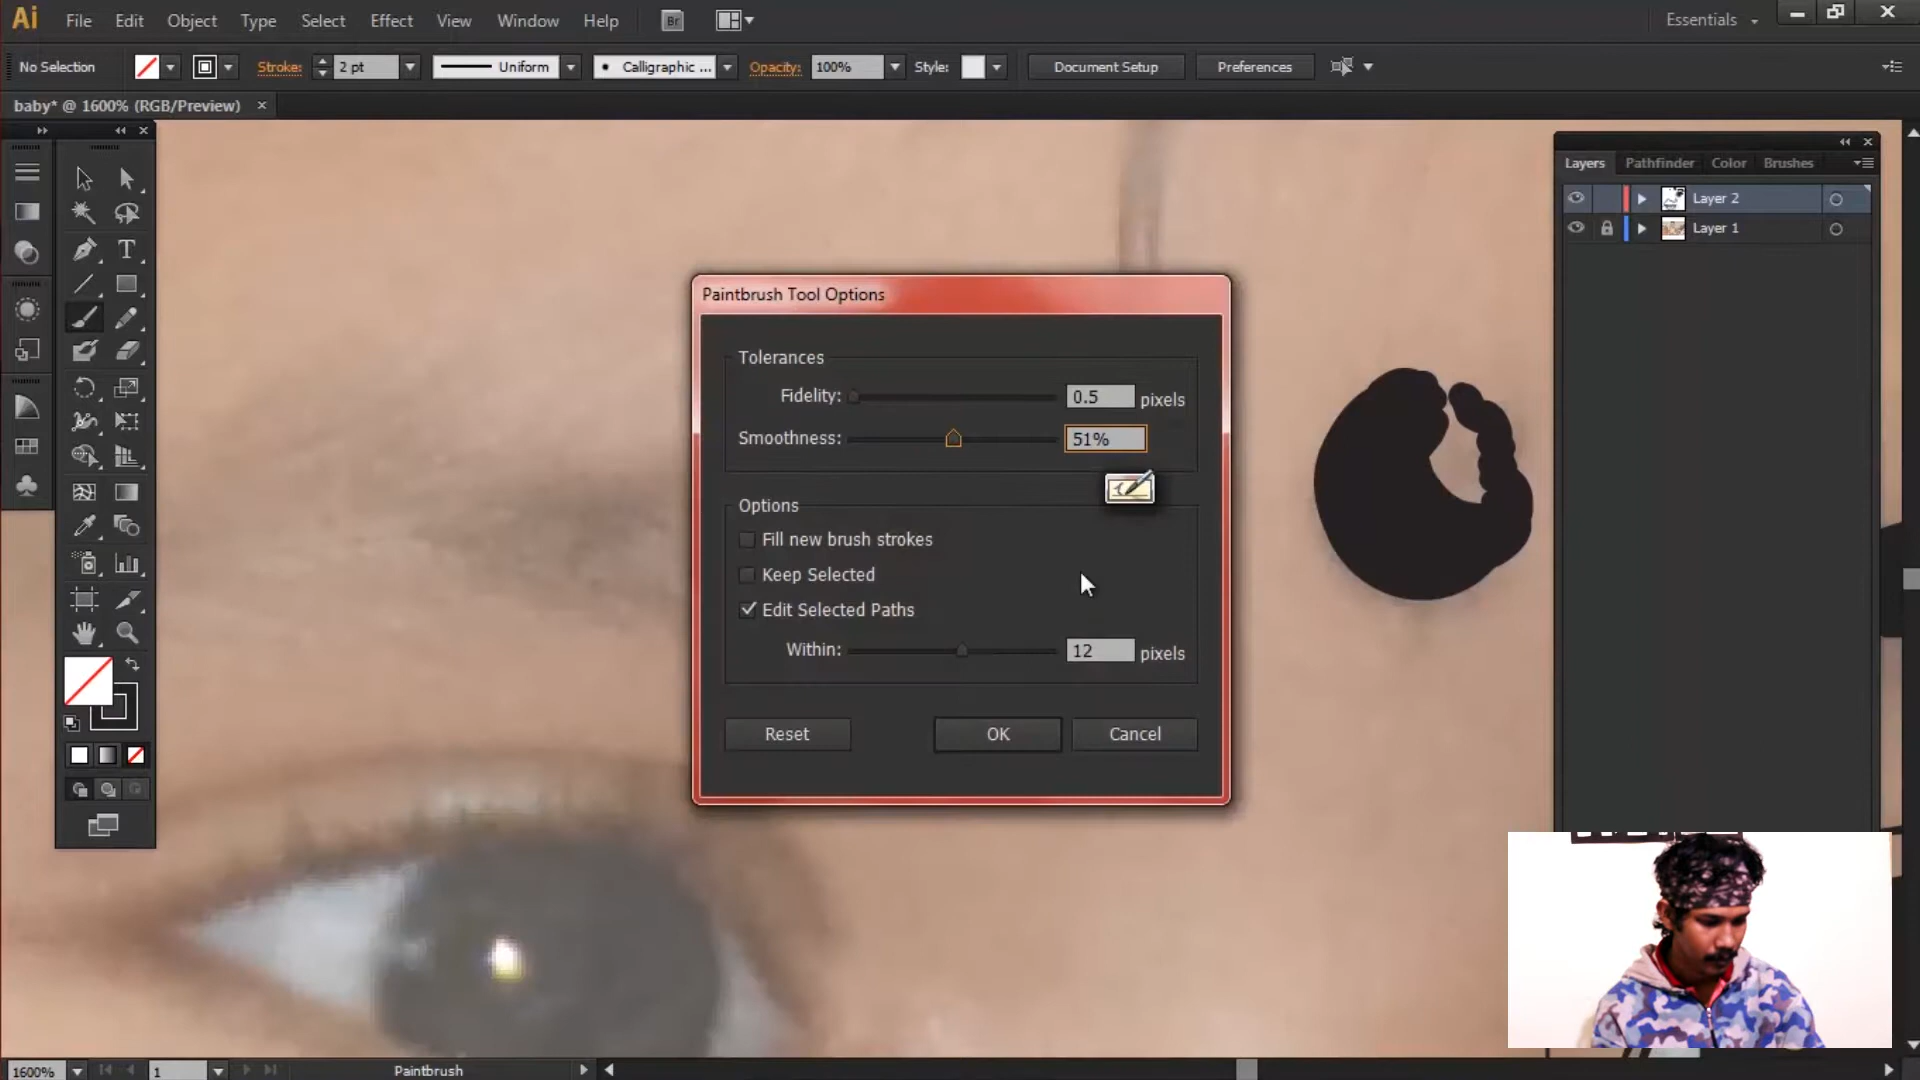 Ai File Edit Object Type Select Effect View Window Help Br Essentials
No Selection Stroke: 2 pt Uniform Calligraphic ... Opacity: 100% Style: Document Setup Preferences
baby* @ 1600% (RGB/Preview)
Layers Pathfinder Color Brushes
Layer 2
Layer 1
Paintbrush Tool Options
Tolerances
Fidelity: 0.5 pixels
Smoothness: 51%
Options
Fill new brush strokes
Keep Selected
Edit Selected Paths
Within: 12 pixels
Reset OK Cancel
T
1600% 1 Paintbrush